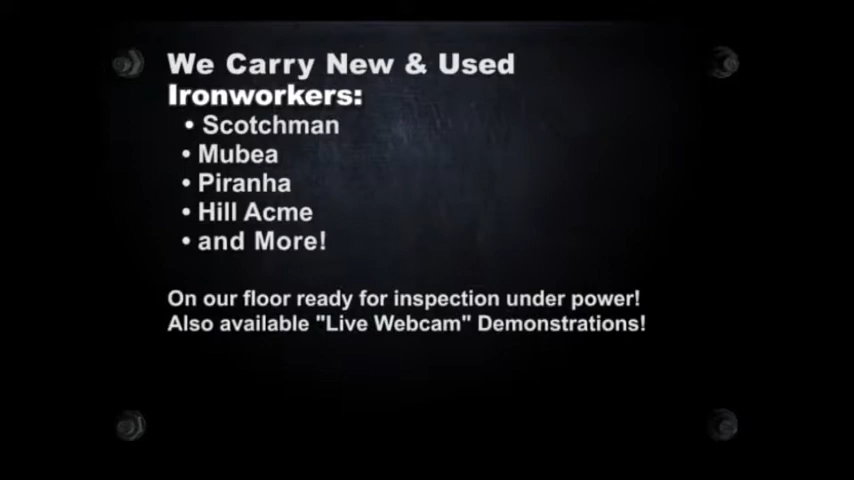 We Carry New & Used
Ironworkers:
• Scotchman
• Mubea
• Piranha
• Hill Acme
• and More!
On our floor ready for inspection under power!
Also available "Live Webcam" Demonstrations!